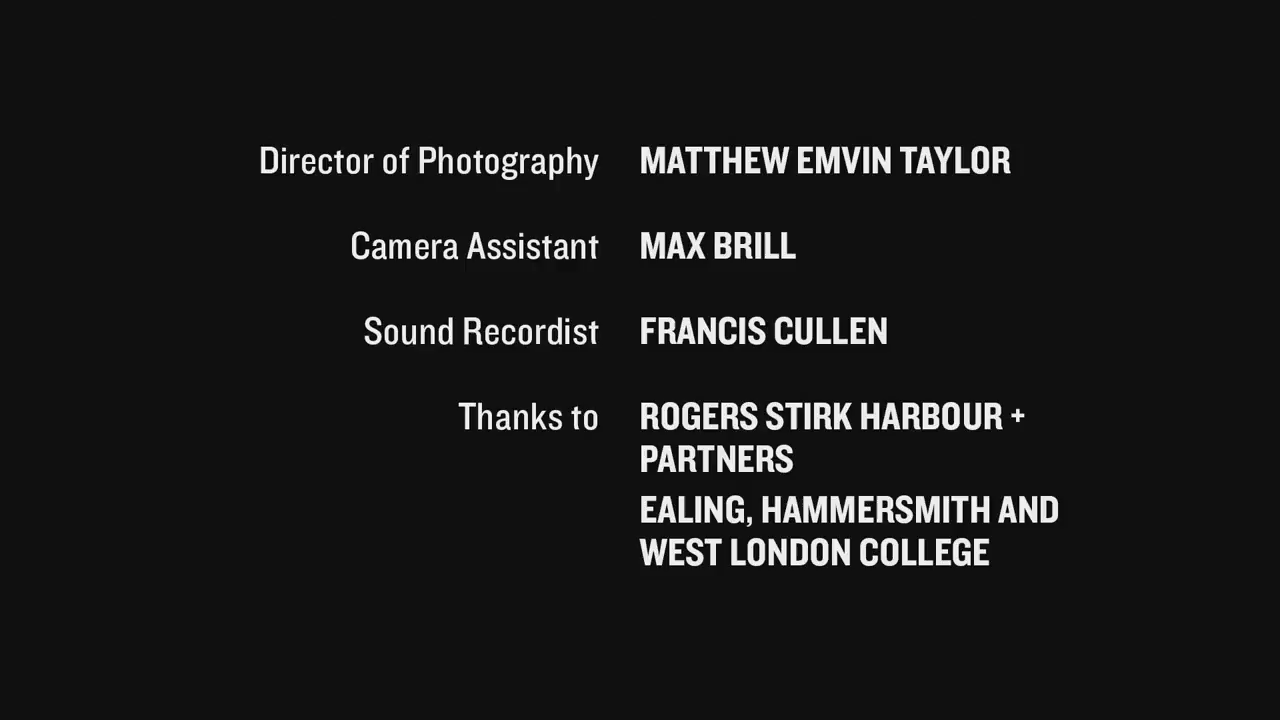 Director of Photography MATTHEW EMVIN TAYLOR
Camera Assistant MAX BRILL
Sound Recordist FRANCIS CULLEN
Thanks to ROGERS STIRK HARBOUR +
PARTNERS
EALING, HAMMERSMITH AND
WEST LONDON COLLEGE